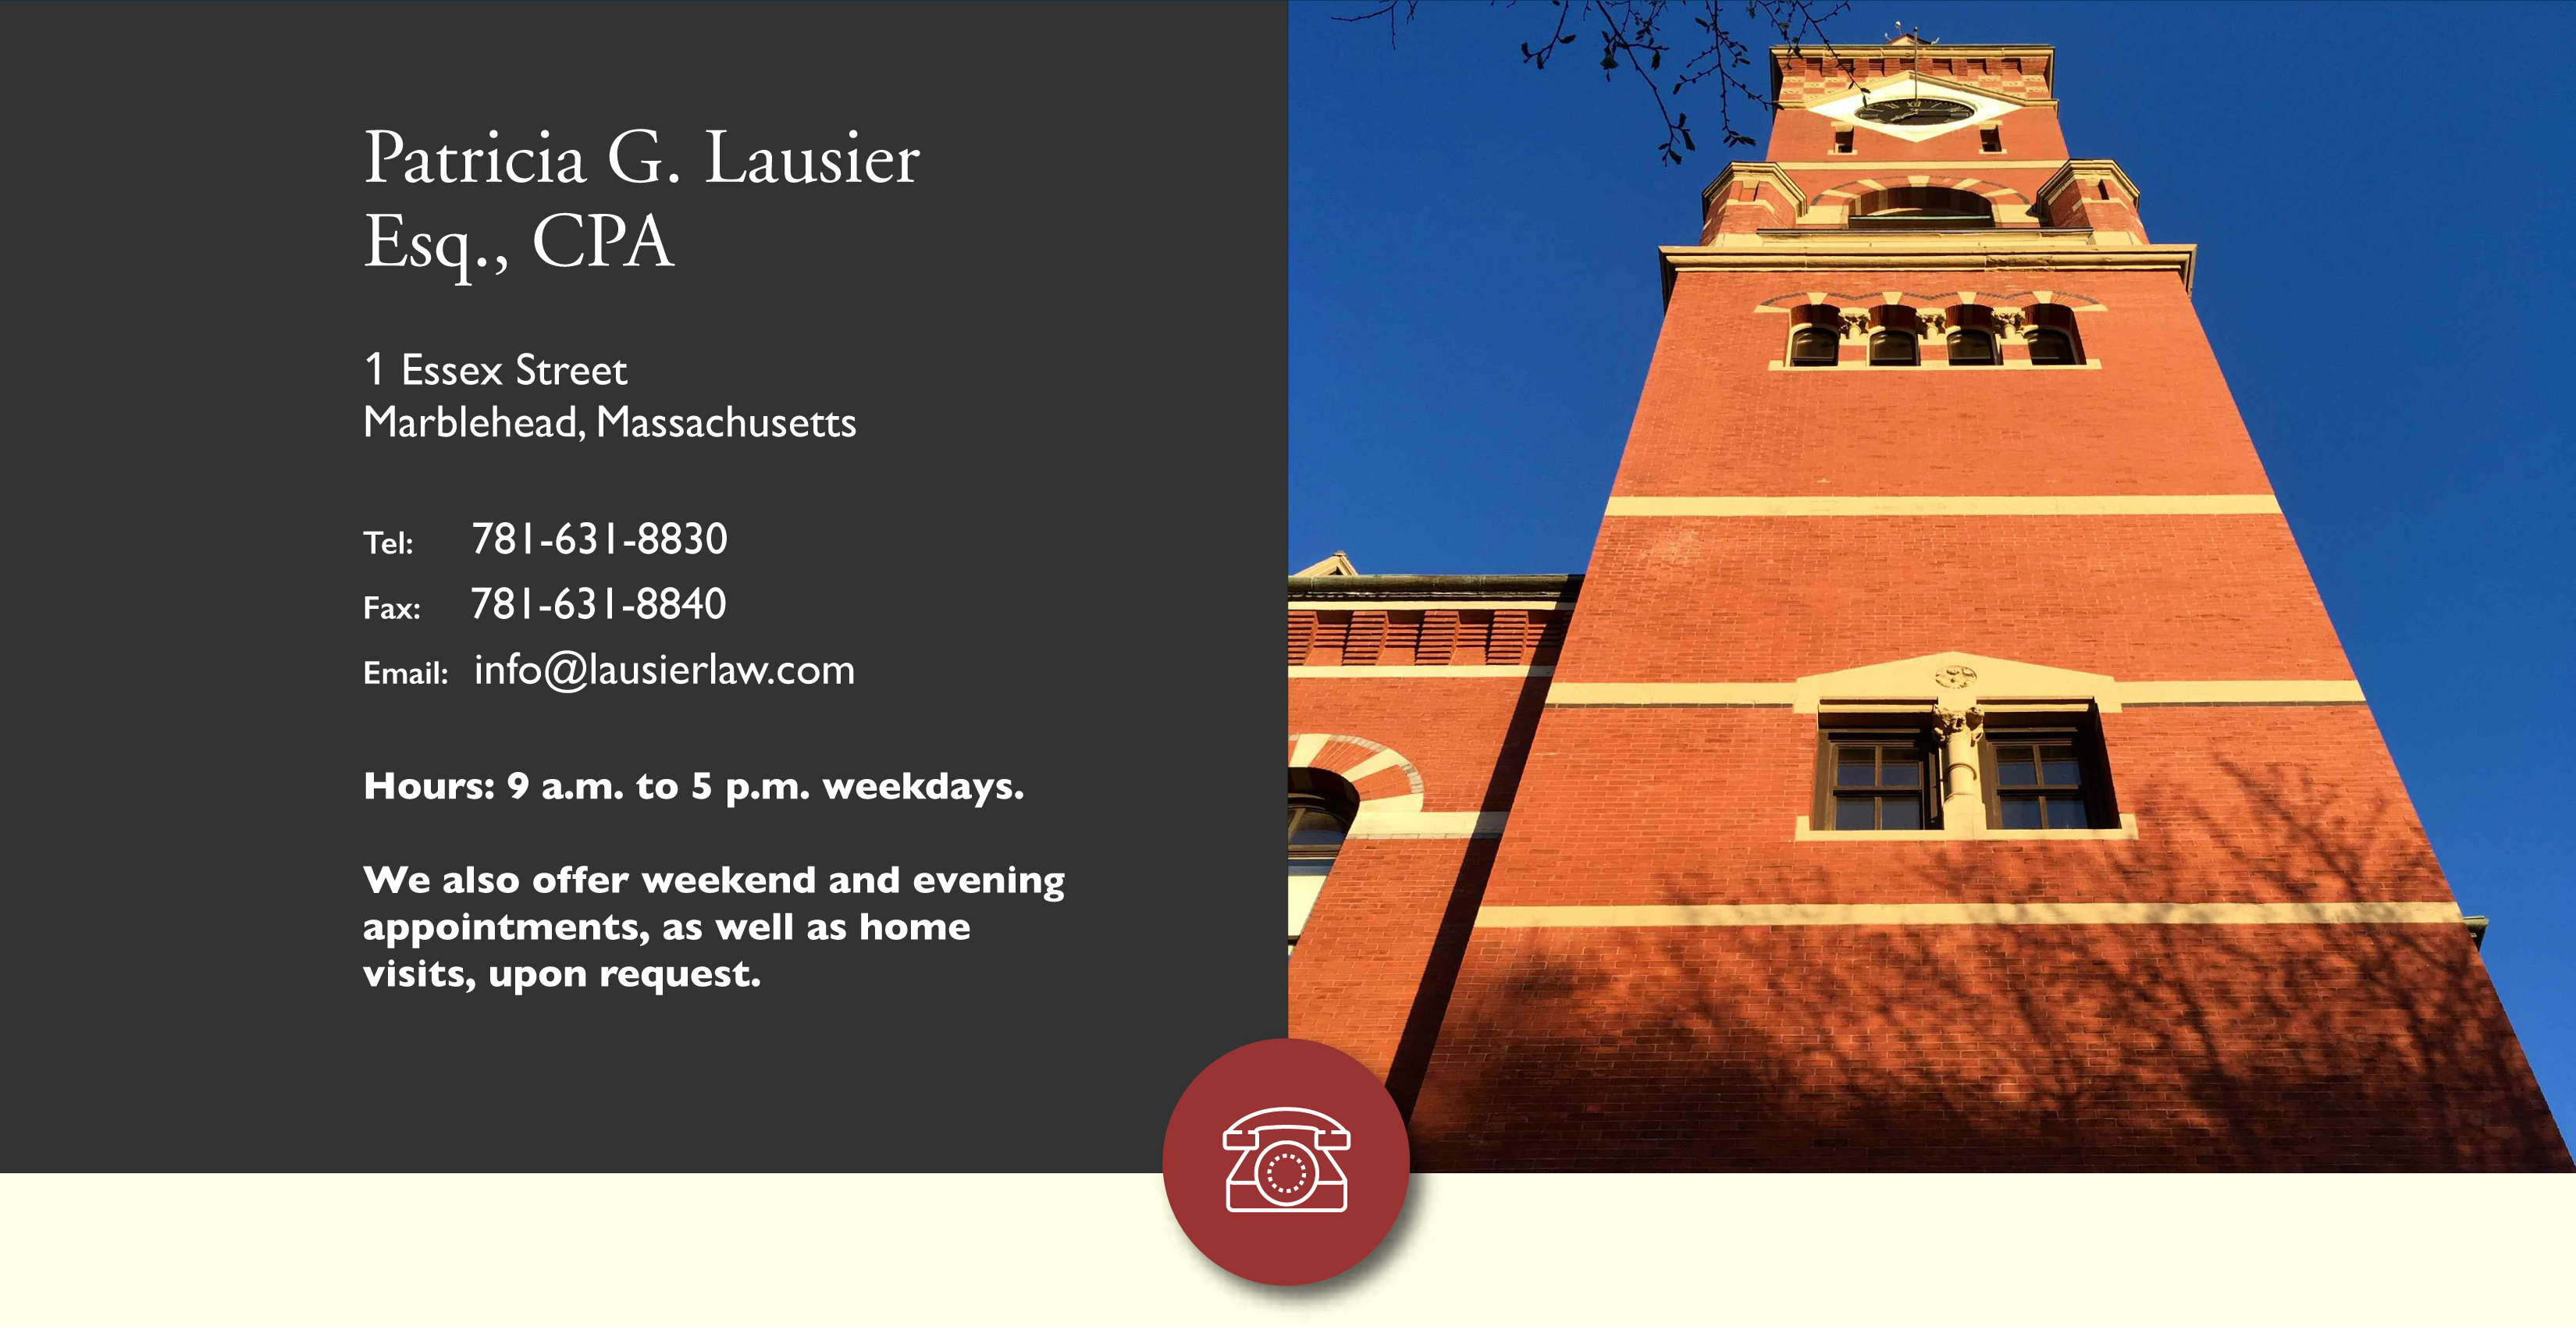 Patricia G. Lausier
Esq., CPA
1 Essex Street
Marblehead, Massachusetts
Tel: 781-631-8830
Fax: 781-631-8840
Email: info@lausierlaw.com
Hours: 9 a.m. to 5 p.m. weekdays.
We also offer weekend and evening
appointments, as well as home
visits, upon request.